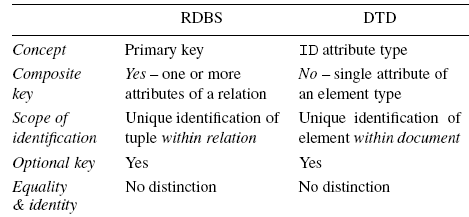 RDBS DTD
Concept Primary key ID attribute type
Composite Yes – one or more No – single attribute of
key attributes of a relation an element type
Scope of Unique identification of Unique identification of
identification tuple within relation element within document
Optional key Yes Yes
Equality No distinction No distinction
& identity